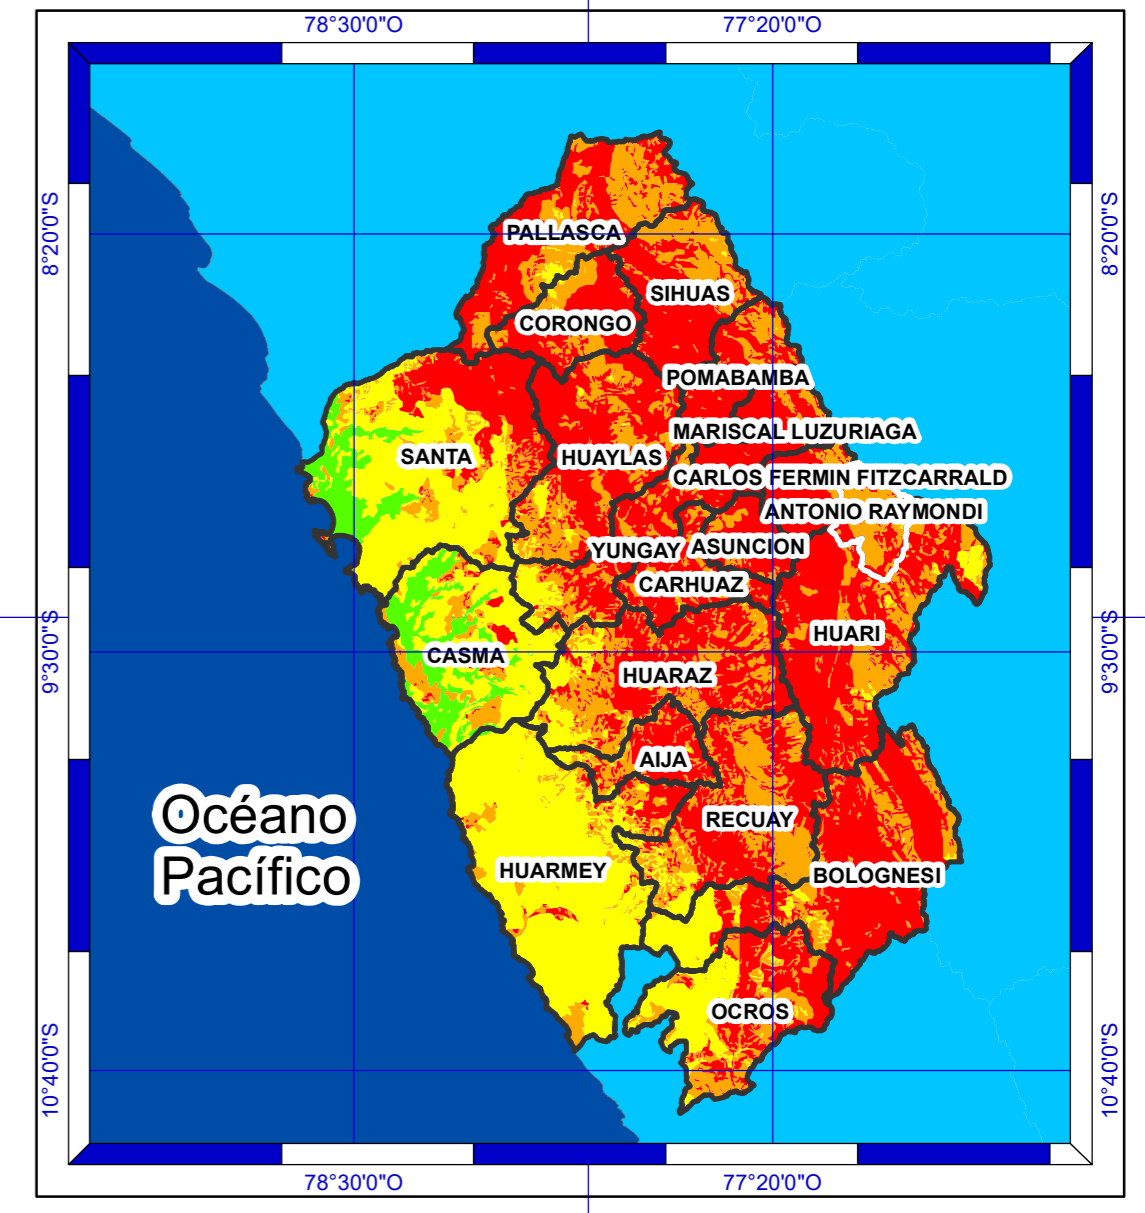 78°30'0"O 77°20'0"O
8°20'0"S 8°20'0"S
PALLASCA
SIHUAS
CORONGO
POMABAMBA
MARISCAL LUZURIAGA
SANTA HUAYLAS
CARLOS FERMIN FITZCARRALD
ANTONIO RAYMONDI
YUNGAY ASUNCION
CARHUAZ
HUARI
9°30'0"S 9°30'0"S
CASMA
HUARAZ
AIJA
Océano
RECUAY
Pacífico
HUARMEY BOLOGNESI
OCROS
10°40'0"S 10°40'0"S
78°30'0"O 77°20'0"O